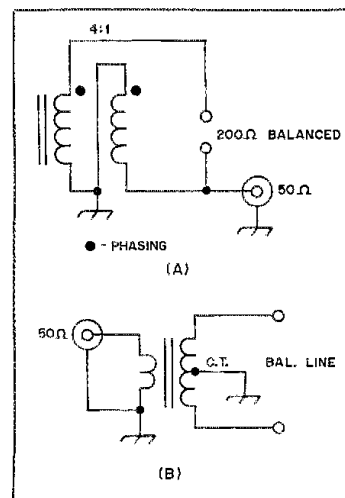 4:1
200Ω BALANCED
50Ω
● - PHASING
(A)
50Ω
C.T.
BAL. LINE
(B)